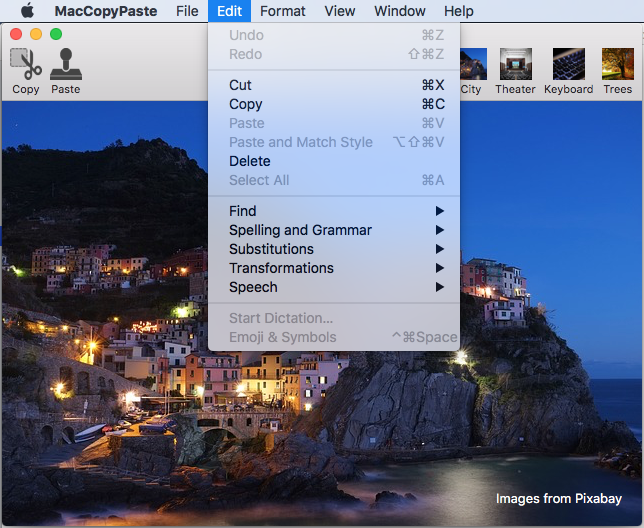 MacCopyPaste File Edit Format View Window Help
Copy Paste City Theater Keyboard Trees
Undo ⌘Z
Redo ⇧⌘Z
Cut ⌘X
Copy ⌘C
Paste ⌘V
Paste and Match Style ⌥⇧⌘V
Delete
Select All ⌘A
Find
Spelling and Grammar
Substitutions
Transformations
Speech
Start Dictation...
Emoji & Symbols ^⌘Space
Images from Pixabay